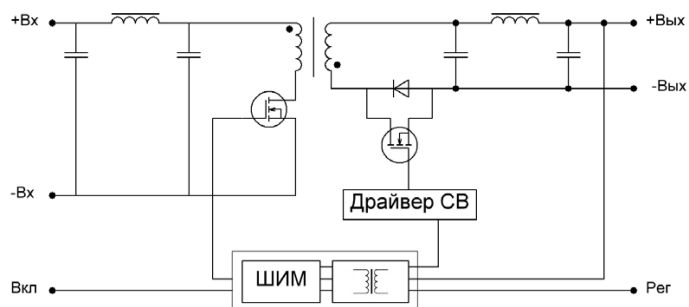 +Вх
+Вых
-Вых
-Вх
Драйвер СВ
ШИМ
Вкл
Рег